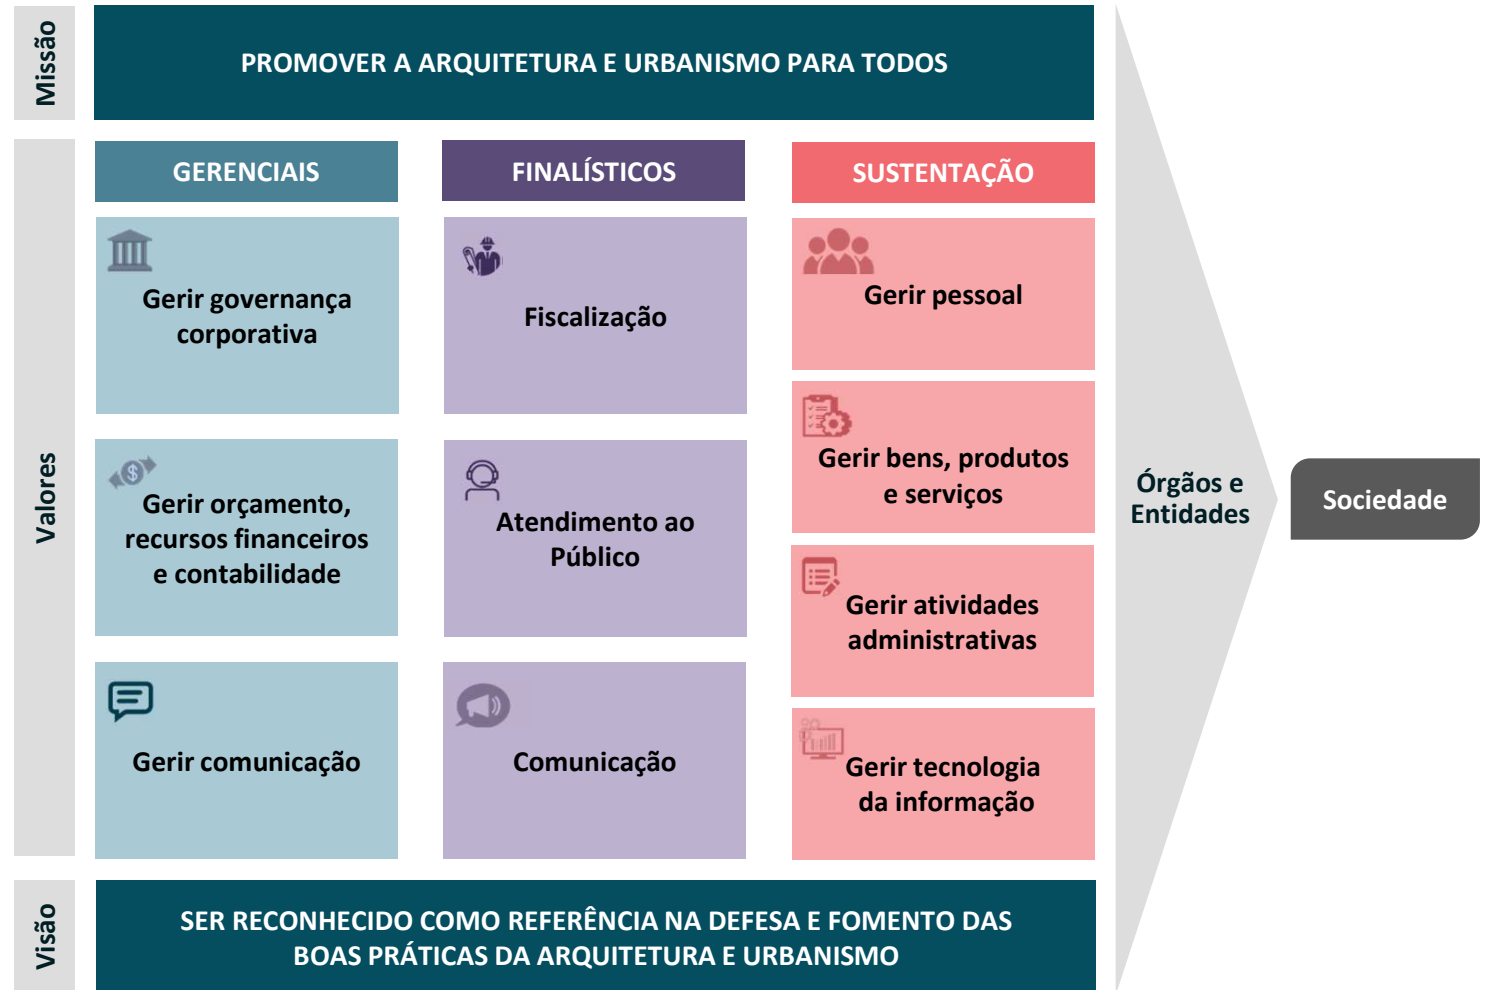 Missão
PROMOVER A ARQUITETURA E URBANISMO PARA TODOS
Valores
GERENCIAIS
Gerir governança
corporativa
Gerir orçamento,
recursos financeiros
e contabilidade
Gerir comunicação
FINALÍSTICOS
Fiscalização
Atendimento ao
Público
Comunicação
SUSTENTAÇÃO
Gerir pessoal
Gerir bens, produtos
e serviços
Gerir atividades
administrativas
Gerir tecnologia
da informação
Órgãos e
Entidades
Sociedade
Visão
SER RECONHECIDO COMO REFERÊNCIA NA DEFESA E FOMENTO DAS
BOAS PRÁTICAS DA ARQUITETURA E URBANISMO